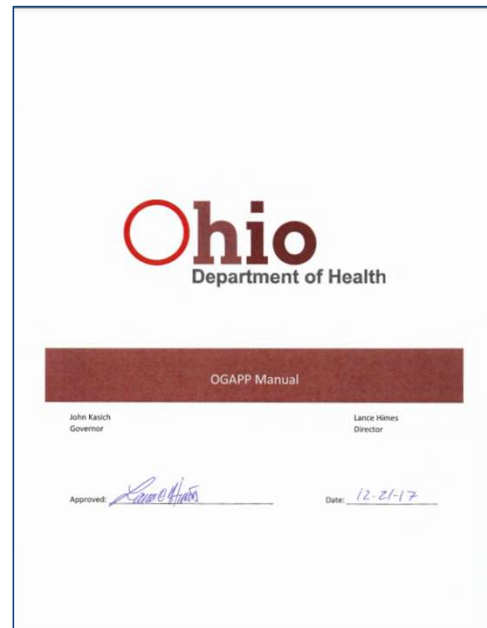 Ohio
Department of Health
OGAPP Manual
John Kasich Lance Himes
Governor Director
Approved: Date: 12-21-17